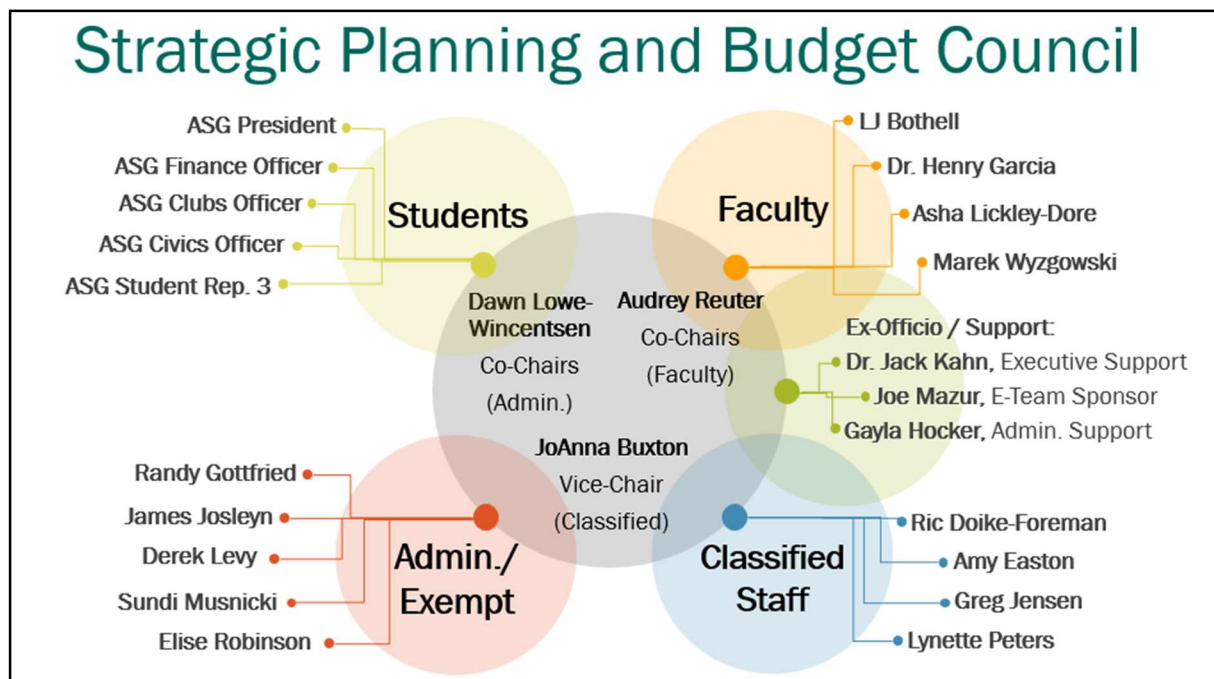 Strategic Planning and Budget Council
ASG President
ASG Finance Officer
ASG Clubs Officer
ASG Civics Officer
ASG Student Rep. 3
Students
Faculty
LJ Bothell
Dr. Henry Garcia
Asha Lickley-Dore
Marek Wyzgowski
Dawn Lowe-
Wincentsen
Co-Chairs
(Admin.)
Audrey Reuter
Co-Chairs
(Faculty)
Ex-Officio / Support:
Dr. Jack Kahn, Executive Support
Joe Mazur, E-Team Sponsor
Gayla Hocker, Admin. Support
JoAnna Buxton
Vice-Chair
(Classified)
Randy Gottfried
James Josleyn
Derek Levy
Sundi Musnicki
Elise Robinson
Admin./
Exempt
Classified
Staff
Ric Doike-Foreman
Amy Easton
Greg Jensen
Lynette Peters